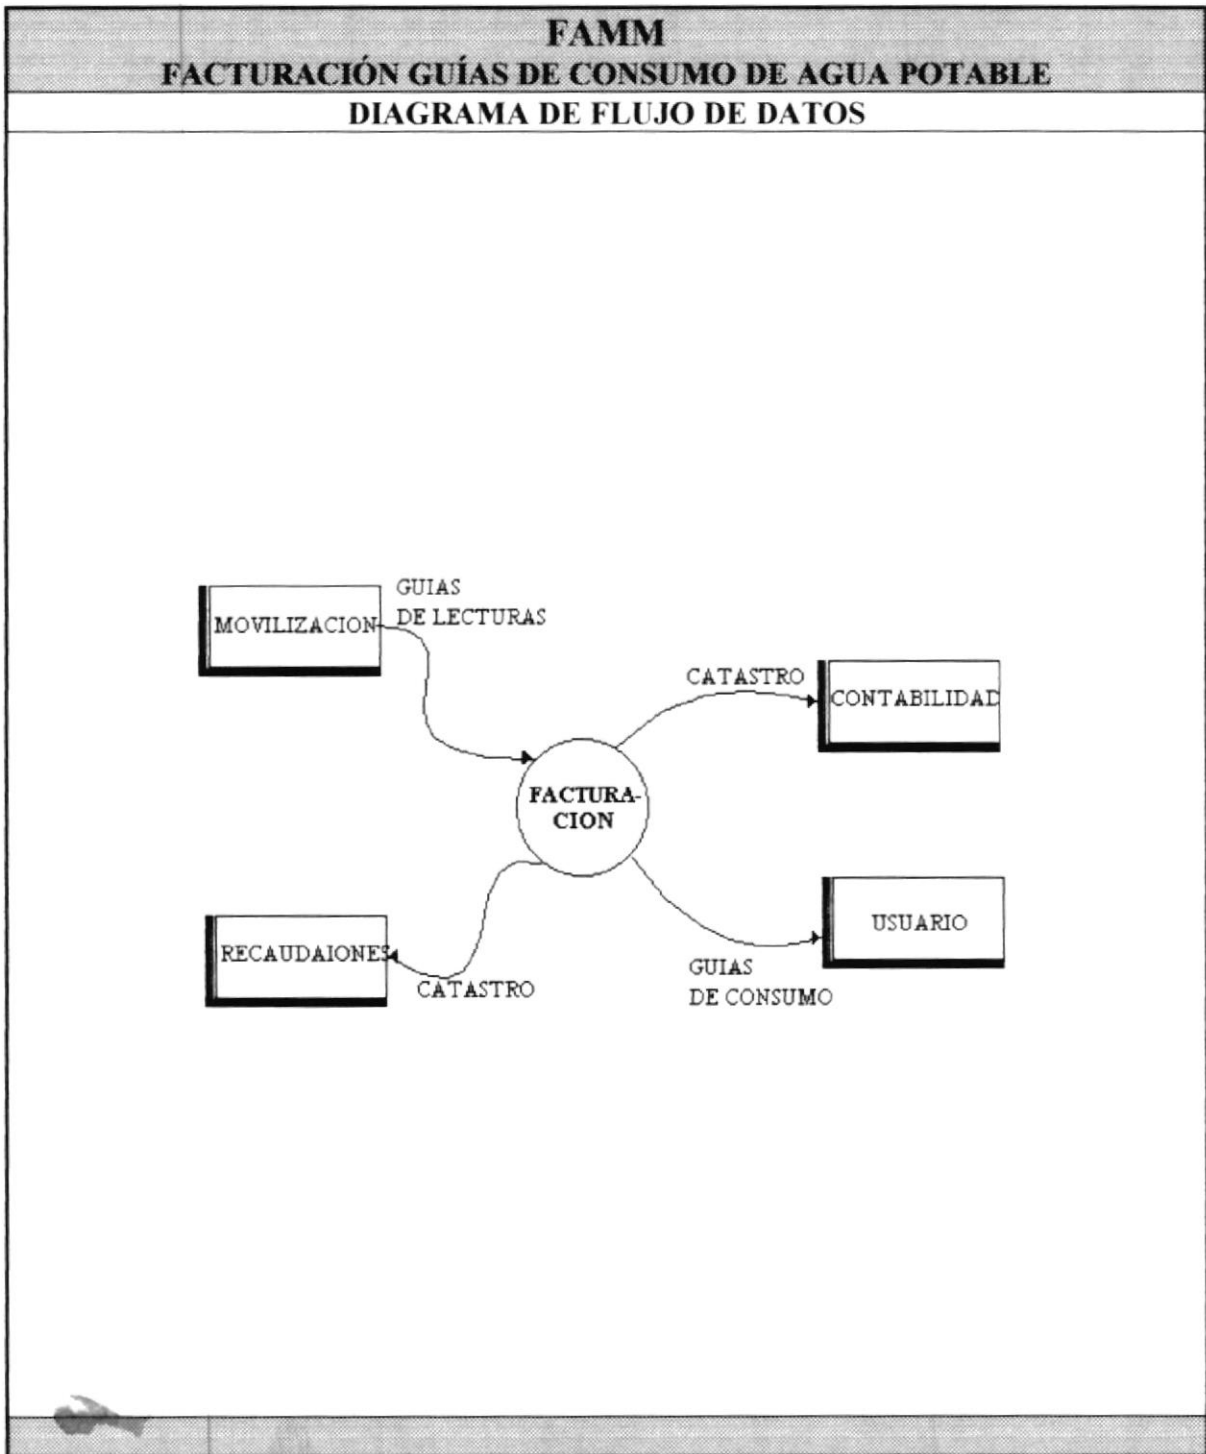 FAMM
FACTURACIÓN GUÍAS DE CONSUMO DE AGUA POTABLE
DIAGRAMA DE FLUJO DE DATOS
GUIAS
DE LECTURAS
MOVILIZACION
CATASTRO
CONTABILIDAD
FACTURA-
CION
USUARIO
RECAUDAIONES
CATASTRO
GUIAS
DE CONSUMO